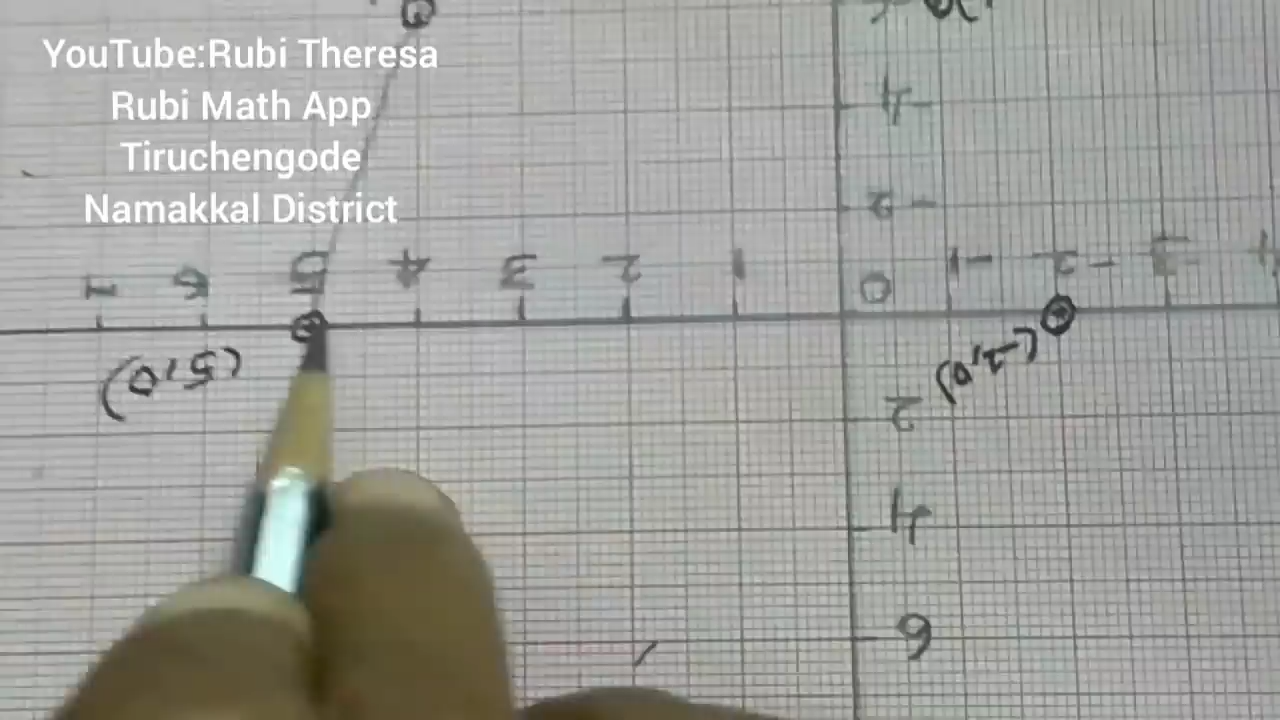 YouTube:Rubi Theresa
Rubi Math App
Tiruchengode
Namakkal District
-4
-2
7 6 5 4 3 2 1 0 -1 -2 -3
(5,0)
(-2,0)
2
4
6